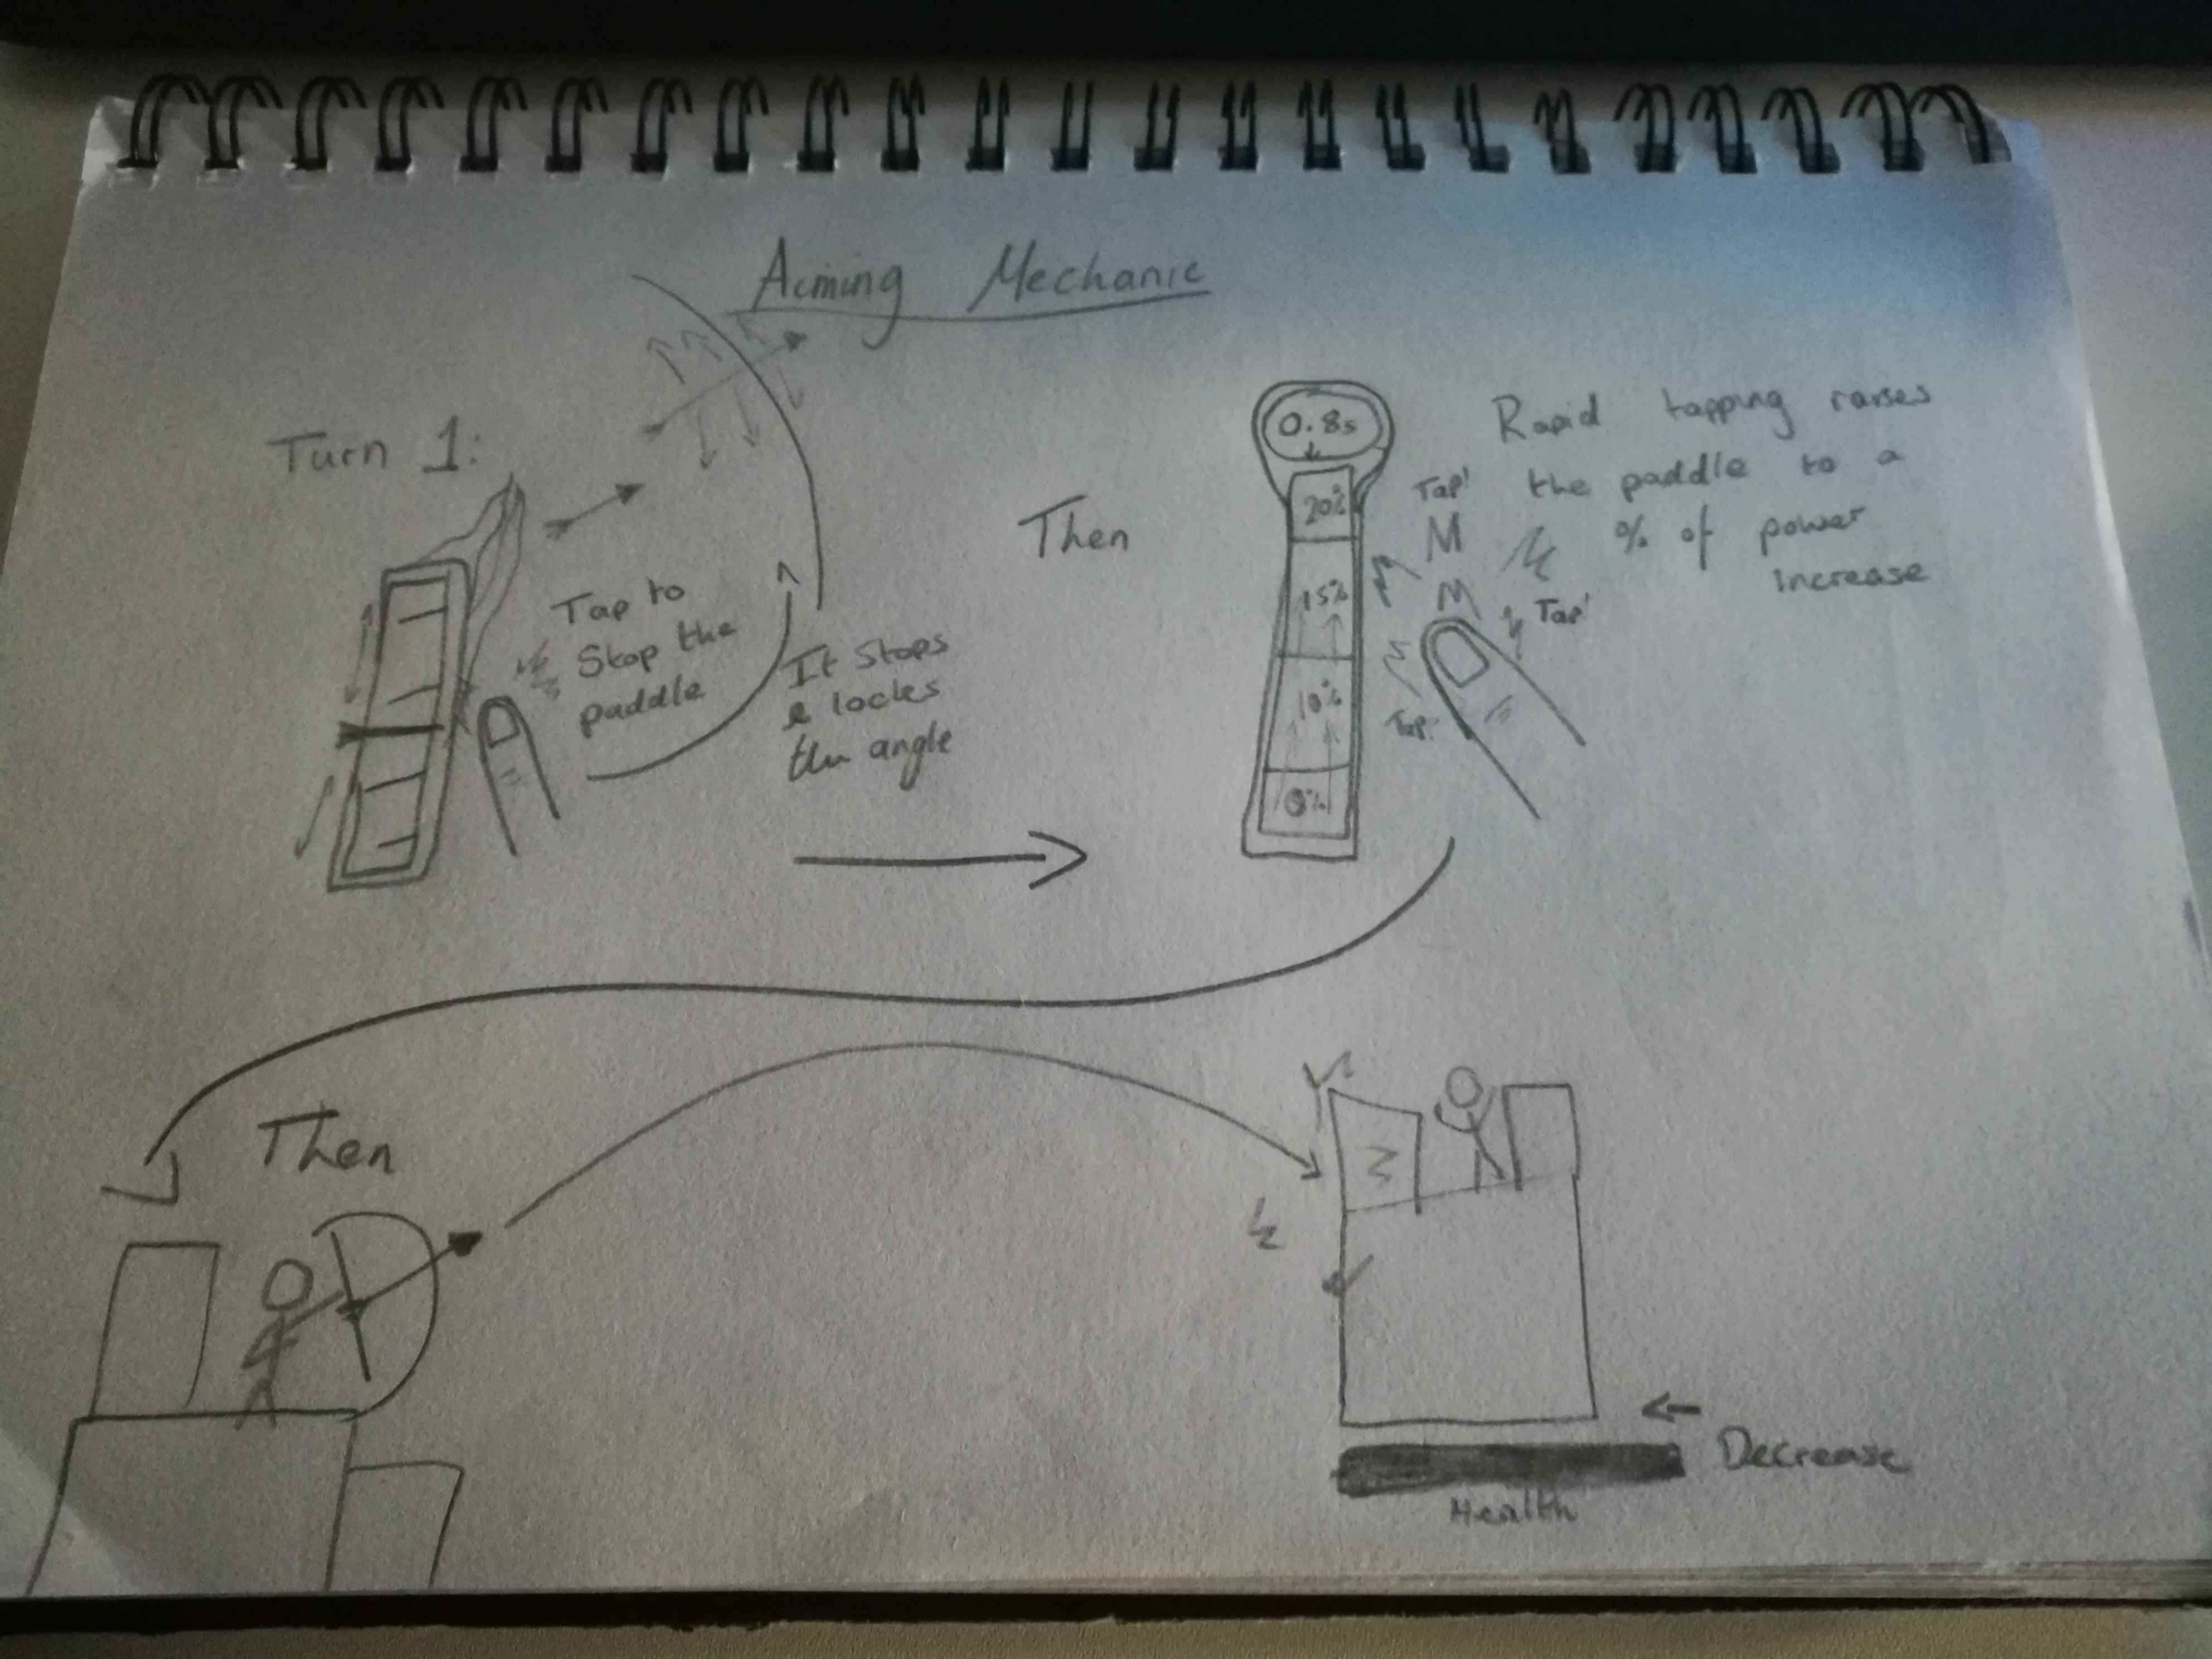 Aiming Mechanic
Turn 1:
Tap to
Stop the
paddle
It Stops
& locks
the angle
Then
0.8s
20%
15%
10%
0%
Tap!
Tap!
Tap!
Rapid tapping raises
the paddle to a
% of power
increase
Then
Decrease
Health